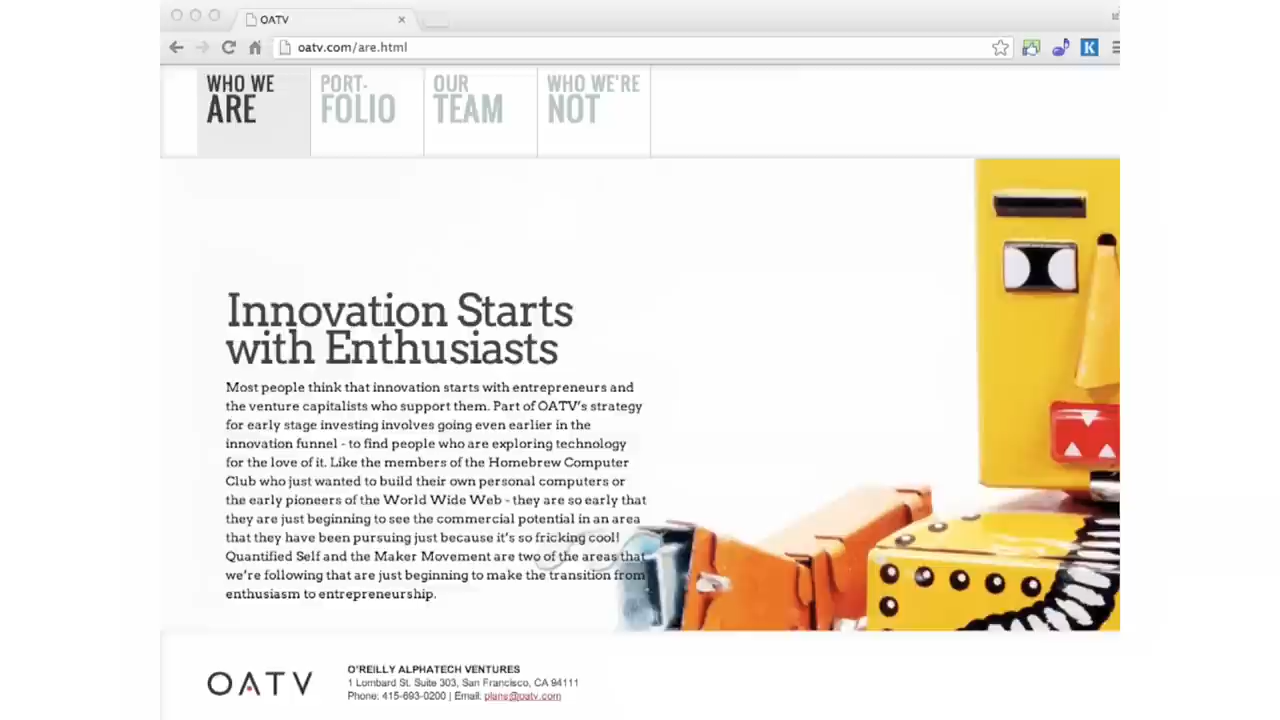 OATV
oatv.com/are.html
K
WHO WE
ARE
PORT-
FOLIO
OUR
TEAM
WHO WE'RE
NOT
Innovation Starts
with Enthusiasts
Most people think that innovation starts with entrepreneurs and
the venture capitalists who support them. Part of OATV's strategy
for early stage investing involves going even earlier in the
innovation funnel - to find people who are exploring technology
for the love of it. Like the members of the Homebrew Computer
Club who just wanted to build their own personal computers or
the early pioneers of the World Wide Web - they are so early that
they are just beginning to see the commercial potential in an area
that they have been pursuing just because it's so fricking cool!
Quantified Self and the Maker Movement are two of the areas that
we're following that are just beginning to make the transition from
enthusiasm to entrepreneurship.
OATV
O'REILLY ALPHATECH VENTURES
1 Lombard St. Suite 303, San Francisco, CA 94111
Phone: 415-693-0200 | Email: plans@oatv.com